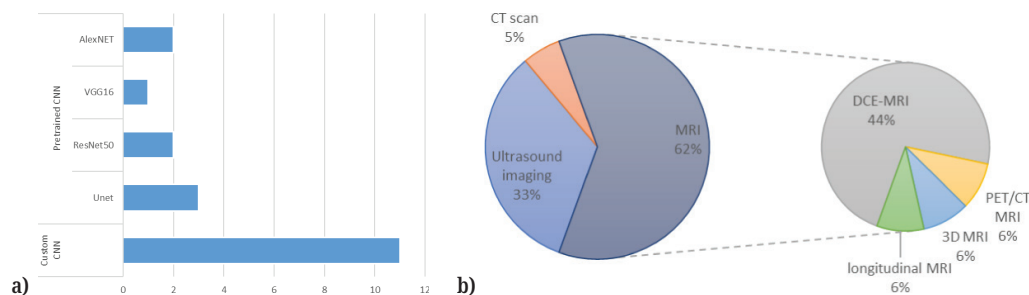 AlexNET
VGG16
ResNet50
Unet
Pretrained CNN
Custom
CNN
0
2
4
6
8
10
12
a)
CT scan
5%
MRI
62%
Ultrasound
imaging
33%
DCE-MRI
44%
PET/CT
MRI
6%
3D MRI
6%
longitudinal MRI
6%
b)